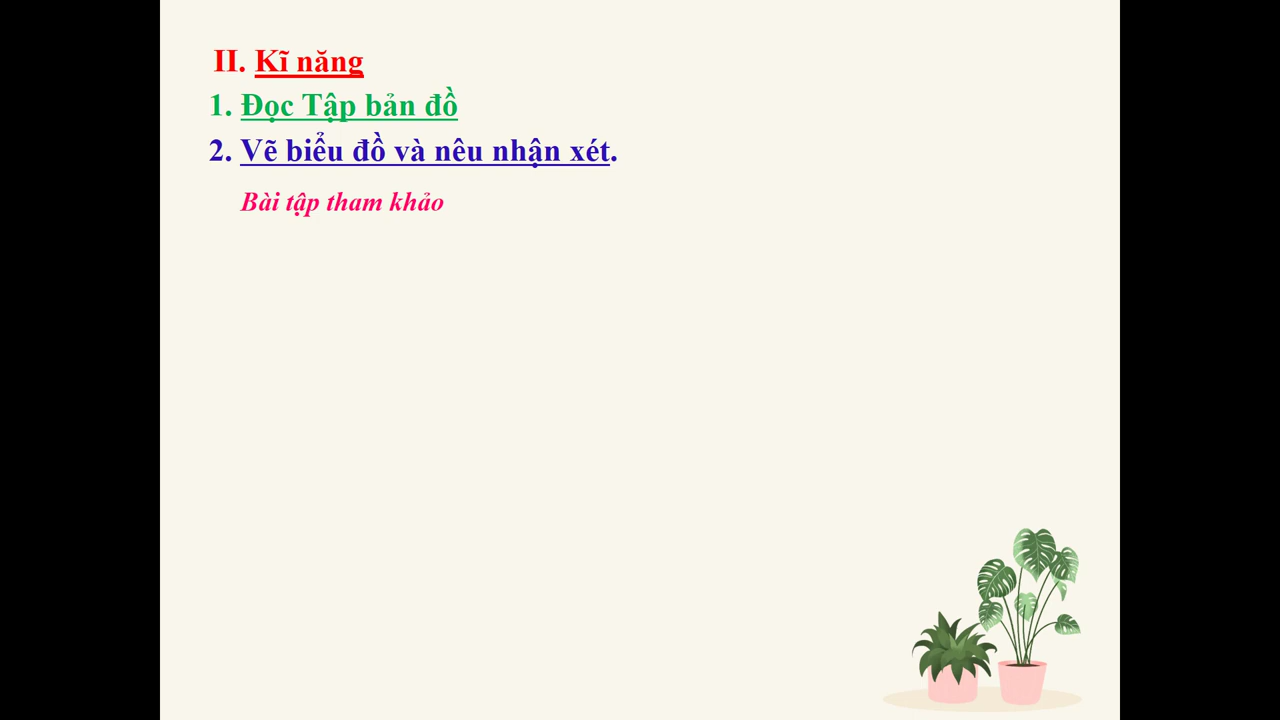 II. Kĩ năng
1. Đọc Tập bản đồ
2. Vẽ biểu đồ và nêu nhận xét.
Bài tập tham khảo